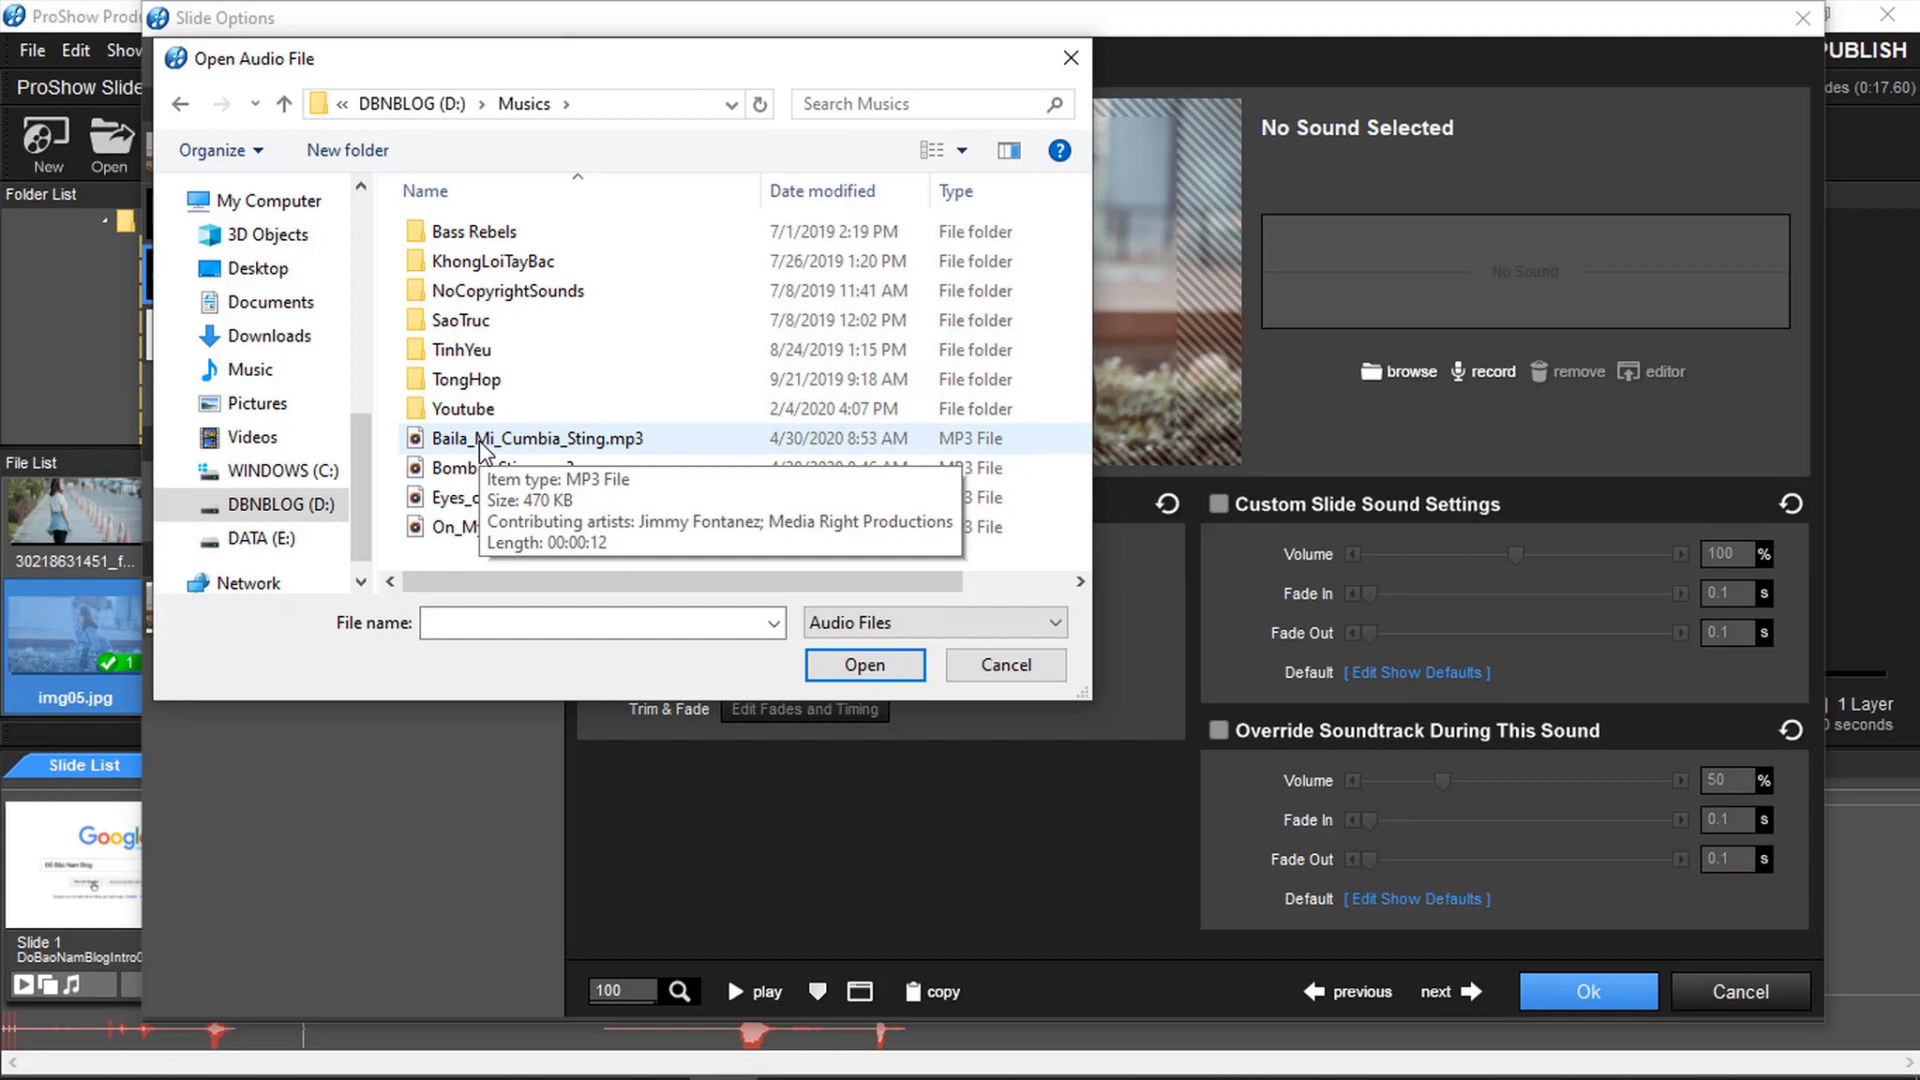 ProShow Produ
Slide Options
File Edit Show
PUBLISH
ProShow Slide
des (0:17.60)
New Open
Folder List
Open Audio File
« DBNBLOG (D:) › Musics ›
Search Musics
Organize
New folder
My Computer
3D Objects
Desktop
Documents
Downloads
Music
Pictures
Videos
WINDOWS (C:)
DBNBLOG (D:)
DATA (E:)
Network
Name Date modified Type
Bass Rebels 7/1/2019 2:19 PM File folder
KhongLoiTayBac 7/26/2019 1:20 PM File folder
NoCopyrightSounds 7/8/2019 11:41 AM File folder
SaoTruc 7/8/2019 12:02 PM File folder
TinhYeu 8/24/2019 1:15 PM File folder
TongHop 9/21/2019 9:18 AM File folder
Youtube 2/4/2020 4:07 PM File folder
Baila_Mi_Cumbia_Sting.mp3 4/30/2020 8:53 AM MP3 File
Bomb 3 File
Eyes_c 3 File
On_My 3 File
Item type: MP3 File
Size: 470 KB
Contributing artists: Jimmy Fontanez; Media Right Productions
Length: 00:00:12
File name:
Audio Files
Open Cancel
No Sound Selected
No Sound
browse record remove editor
Custom Slide Sound Settings
Volume 100 %
Fade In 0.1 s
Fade Out 0.1 s
Default [ Edit Show Defaults ]
Trim & Fade Edit Fades and Timing
Override Soundtrack During This Sound
Volume 50 %
Fade In 0.1 s
Fade Out 0.1 s
Default [ Edit Show Defaults ]
| 1 Layer
0 seconds
File List
30218631451_f...
1
img05.jpg
Slide List
Google
Slide 1
DoBaoNamBlogIntro0
100 play copy
previous next Ok Cancel